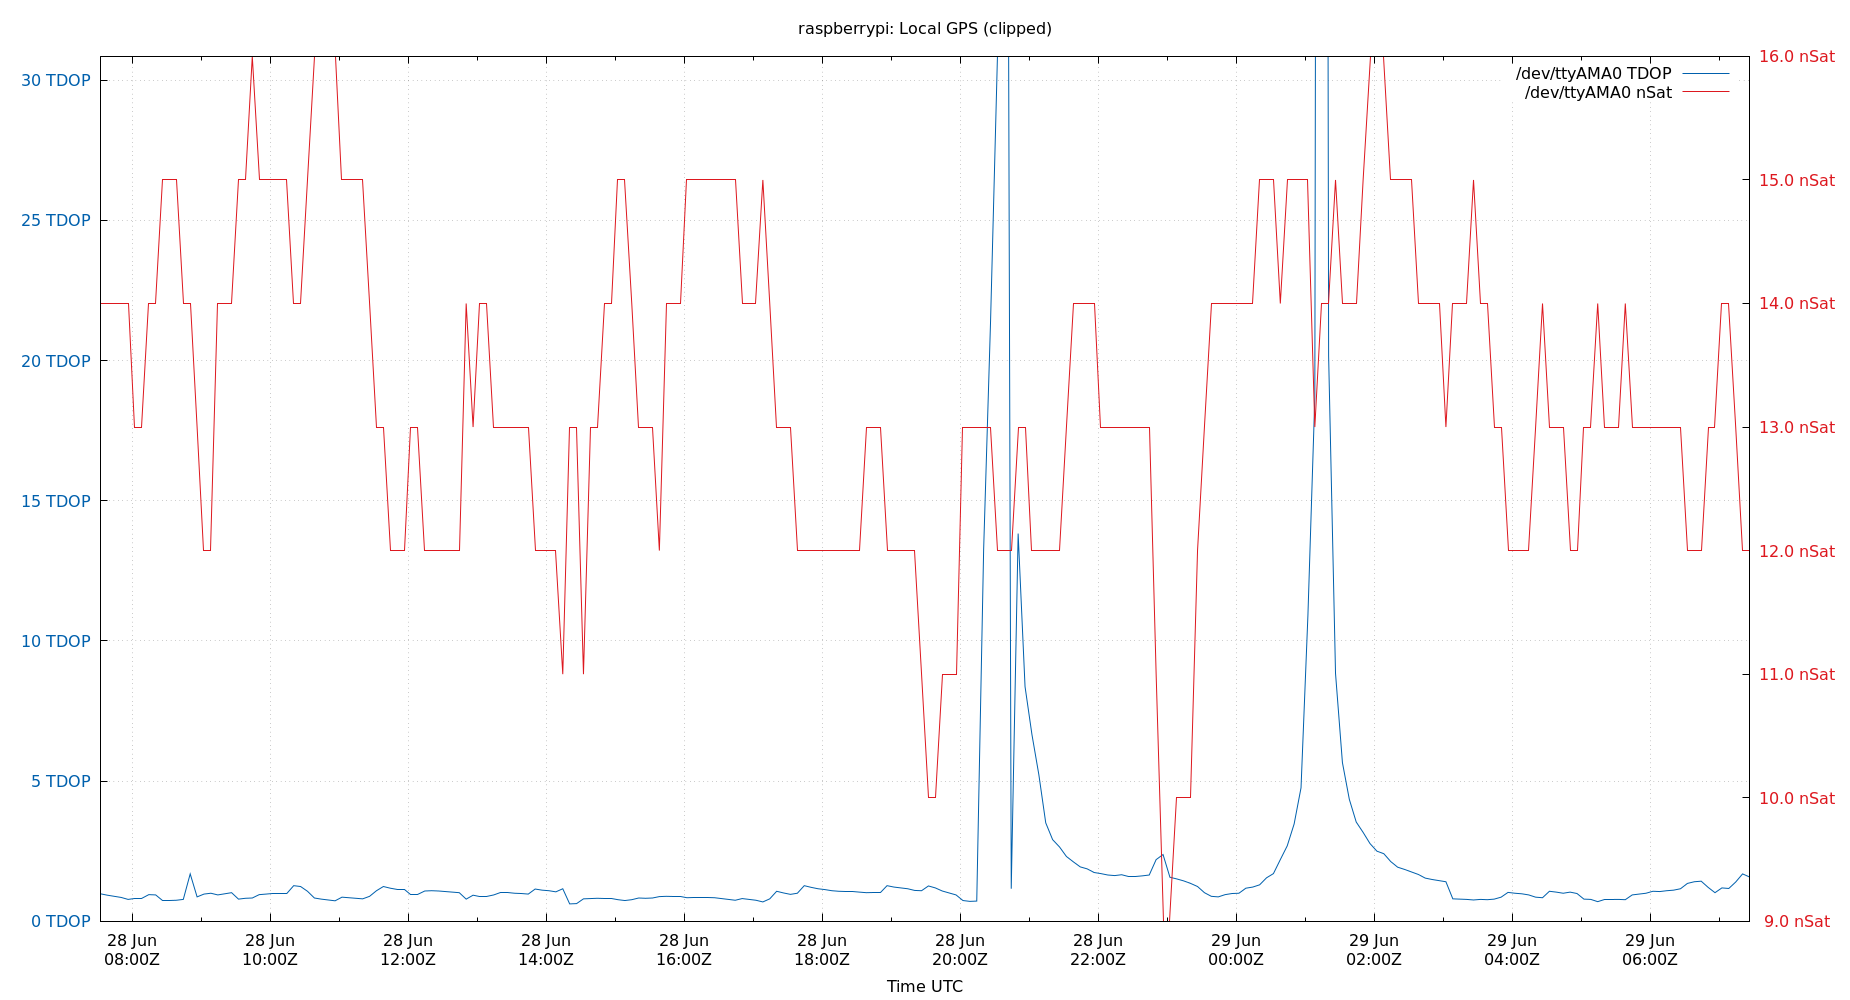 raspberrypi: Local GPS (clipped)
/dev/ttyAMA0 TDOP
/dev/ttyAMA0 nSat
30 TDOP
25 TDOP
20 TDOP
15 TDOP
10 TDOP
5 TDOP
0 TDOP
16.0 nSat
15.0 nSat
14.0 nSat
13.0 nSat
12.0 nSat
11.0 nSat
10.0 nSat
9.0 nSat
28 Jun
08:00Z
28 Jun
10:00Z
28 Jun
12:00Z
28 Jun
14:00Z
28 Jun
16:00Z
28 Jun
18:00Z
28 Jun
20:00Z
28 Jun
22:00Z
29 Jun
00:00Z
29 Jun
02:00Z
29 Jun
04:00Z
29 Jun
06:00Z
Time UTC